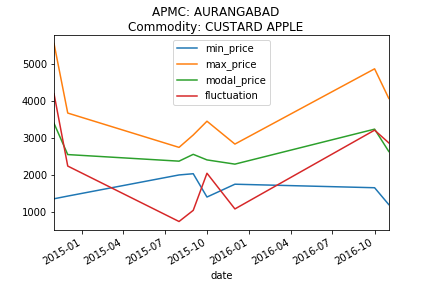 APMC: AURANGABAD
Commodity: CUSTARD APPLE
min_price
max_price
modal_price
fluctuation
5000
4000
3000
2000
1000
2015-01
2015-04
2015-07
2015-10
2016-01
2016-04
2016-07
2016-10
date